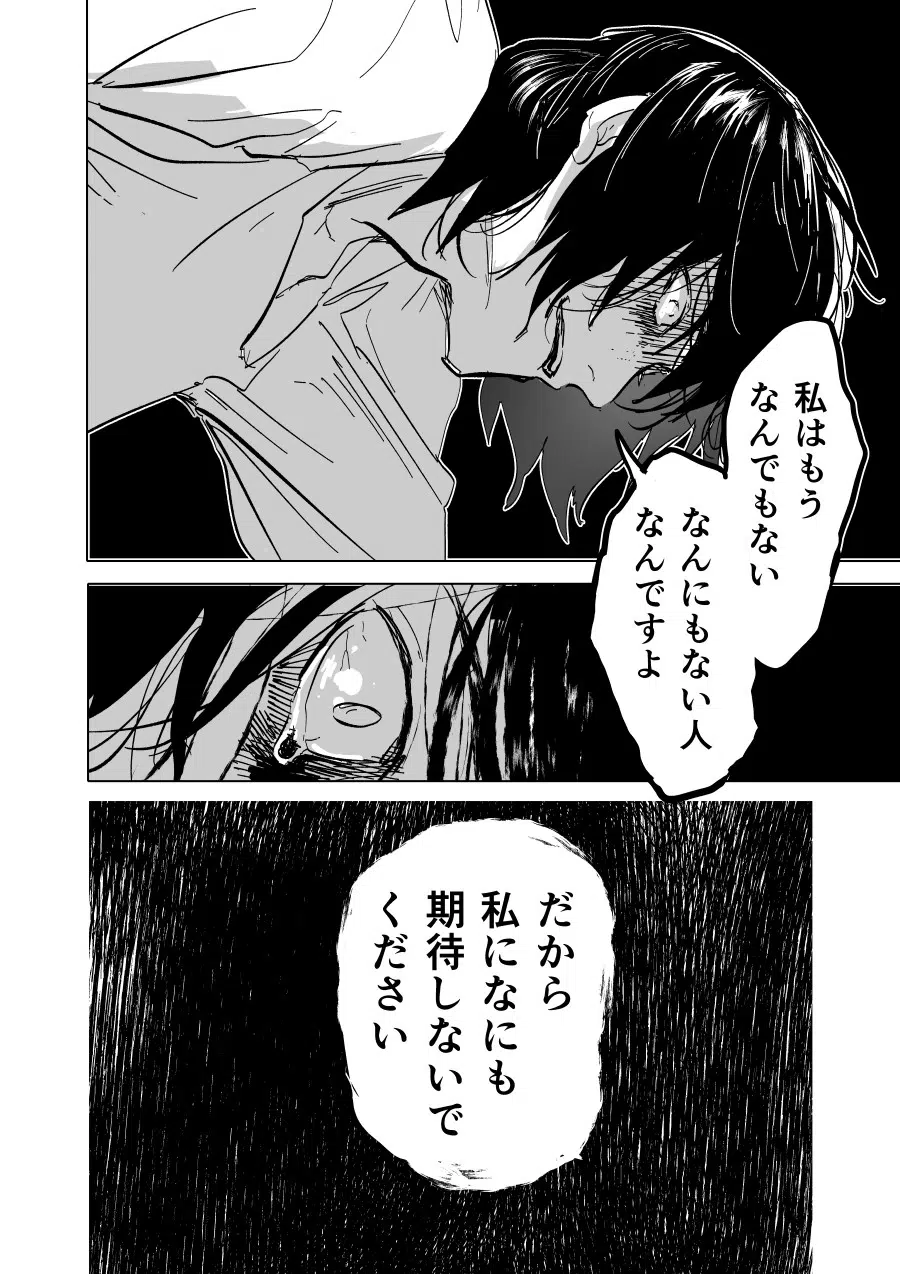 私はもう
なんでもない
なんにもない人
なんですよ
だから
私になにも
期待しないで
ください